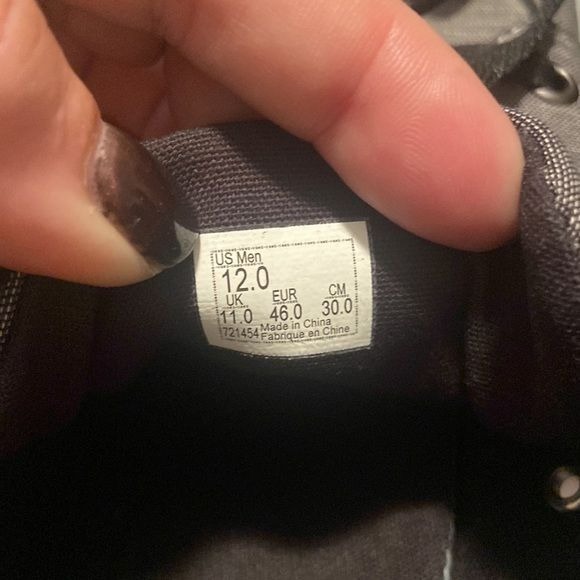 US Men
12.0
UK EUR CM
11.0 46.0 30.0
721454 Made in China
Fabrique en Chine